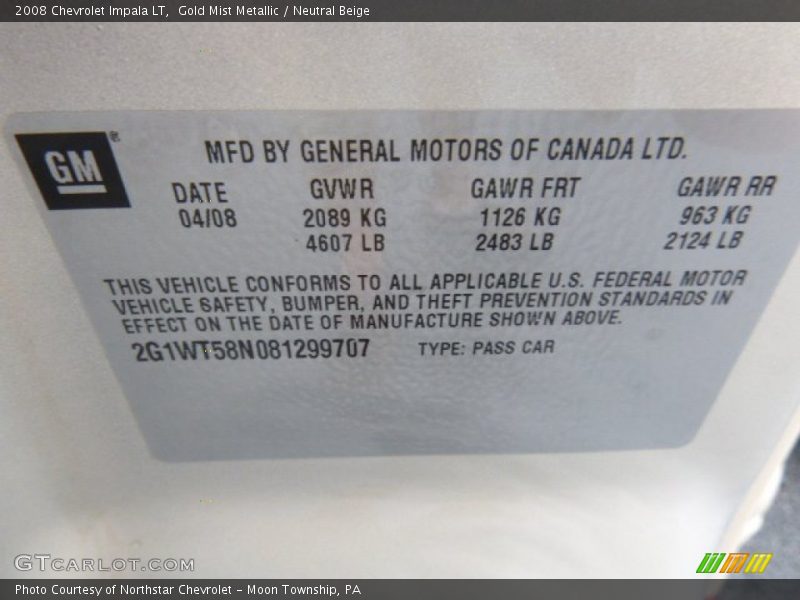 2008 Chevrolet Impala LT,  Gold Mist Metallic / Neutral Beige
GM®
MFD BY GENERAL MOTORS OF CANADA LTD.
DATE GVWR GAWR FRT GAWR RR
04/08 2089 KG 1126 KG 963 KG
4607 LB 2483 LB 2124 LB
THIS VEHICLE CONFORMS TO ALL APPLICABLE U.S. FEDERAL MOTOR
VEHICLE SAFETY, BUMPER, AND THEFT PREVENTION STANDARDS IN
EFFECT ON THE DATE OF MANUFACTURE SHOWN ABOVE.
2G1WT58N081299707 TYPE: PASS CAR
GTCARLOT.COM
Photo Courtesy of Northstar Chevrolet - Moon Township, PA